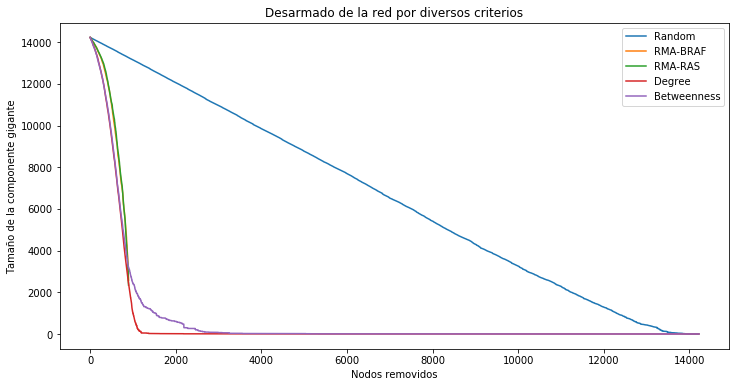 Desarmado de la red por diversos criterios
Random
RMA-BRAF
RMA-RAS
Degree
Betweenness
Tamaño de la componente gigante
14000
12000
10000
8000
6000
4000
2000
0
0
2000
4000
6000
8000
10000
12000
14000
Nodos removidos